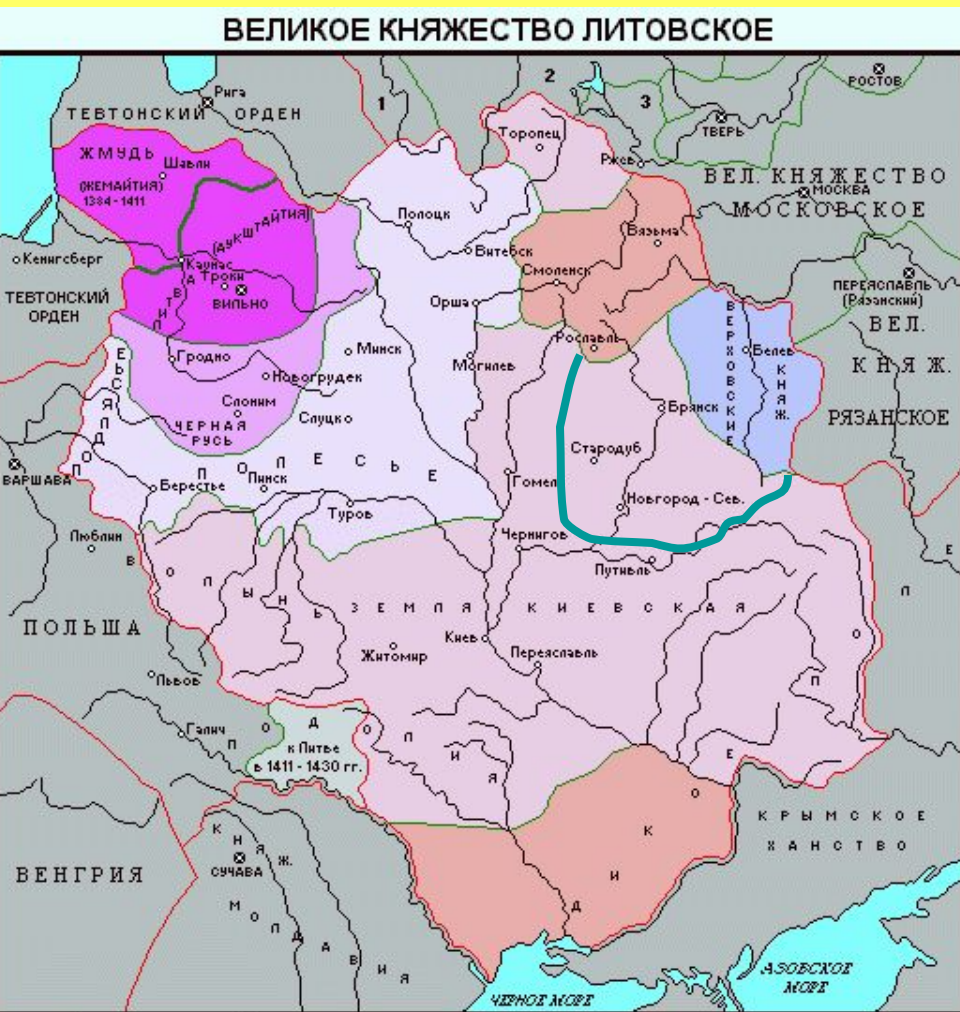 ВЕЛИКОЕ КНЯЖЕСТВО ЛИТОВСКОЕ
Рига
ТЕВТОНСКИЙ ОРДЕН
1
2
3
РОСТОВ
ТВЕРЬ
Торопец
Ржев
ЖМУДЬ
Шавли
(ЖЕМАЙТИЯ)
1384-1411
ВЕЛ. КНЯЖЕСТВО
МОСКВА
МОСКОВСКОЕ
Полоцк
(АУКШТАЙТИЯ)
Витебск
Вязьма
Кенигсберг
Каунас
Троки
ВИЛЬНО
ЛИТВА
Смоленск
ТЕВТОНСКИЙ
ОРДЕН
Орша
ПЕРЕЯСЛАВЛЬ
(Рязанский)
ВЕЛ.
КНЯЖ.
РЯЗАНСКОЕ
Гродно
Минск
Могилев
Рославль
ВЕРХОВСКИЕ
КНЯЖ.
Белев
Новогрудек
Слоним
Слуцк
ЧЕРНАЯ
РУСЬ
Брянск
Стародуб
ВАРШАВА
ПОДЛЯСЬЕ
ПОЛЕСЬЕ
Берестье
Пинск
Гомел
Новгород - Сев.
Туров
Люблин
Чернигов
Путивль
ВОЛЫНЬ
ЗЕМЛЯ КИЕВСКАЯ
ПОЛЬША
Киев
Житомир
Переяславль
Львов
Галич
ПОДОЛИЯ
к Литве
в 1411 - 1430 гг.
ПОЛЕ
ДИКОЕ ПОЛЕ
КРЫМСКОЕ
ХАНСТВО
ВЕНГРИЯ
КНЯЖ.
СУЧАВА
МОЛДАВИЯ
АЗОВСКОЕ
МОРЕ
ЧЕРНОЕ МОРЕ